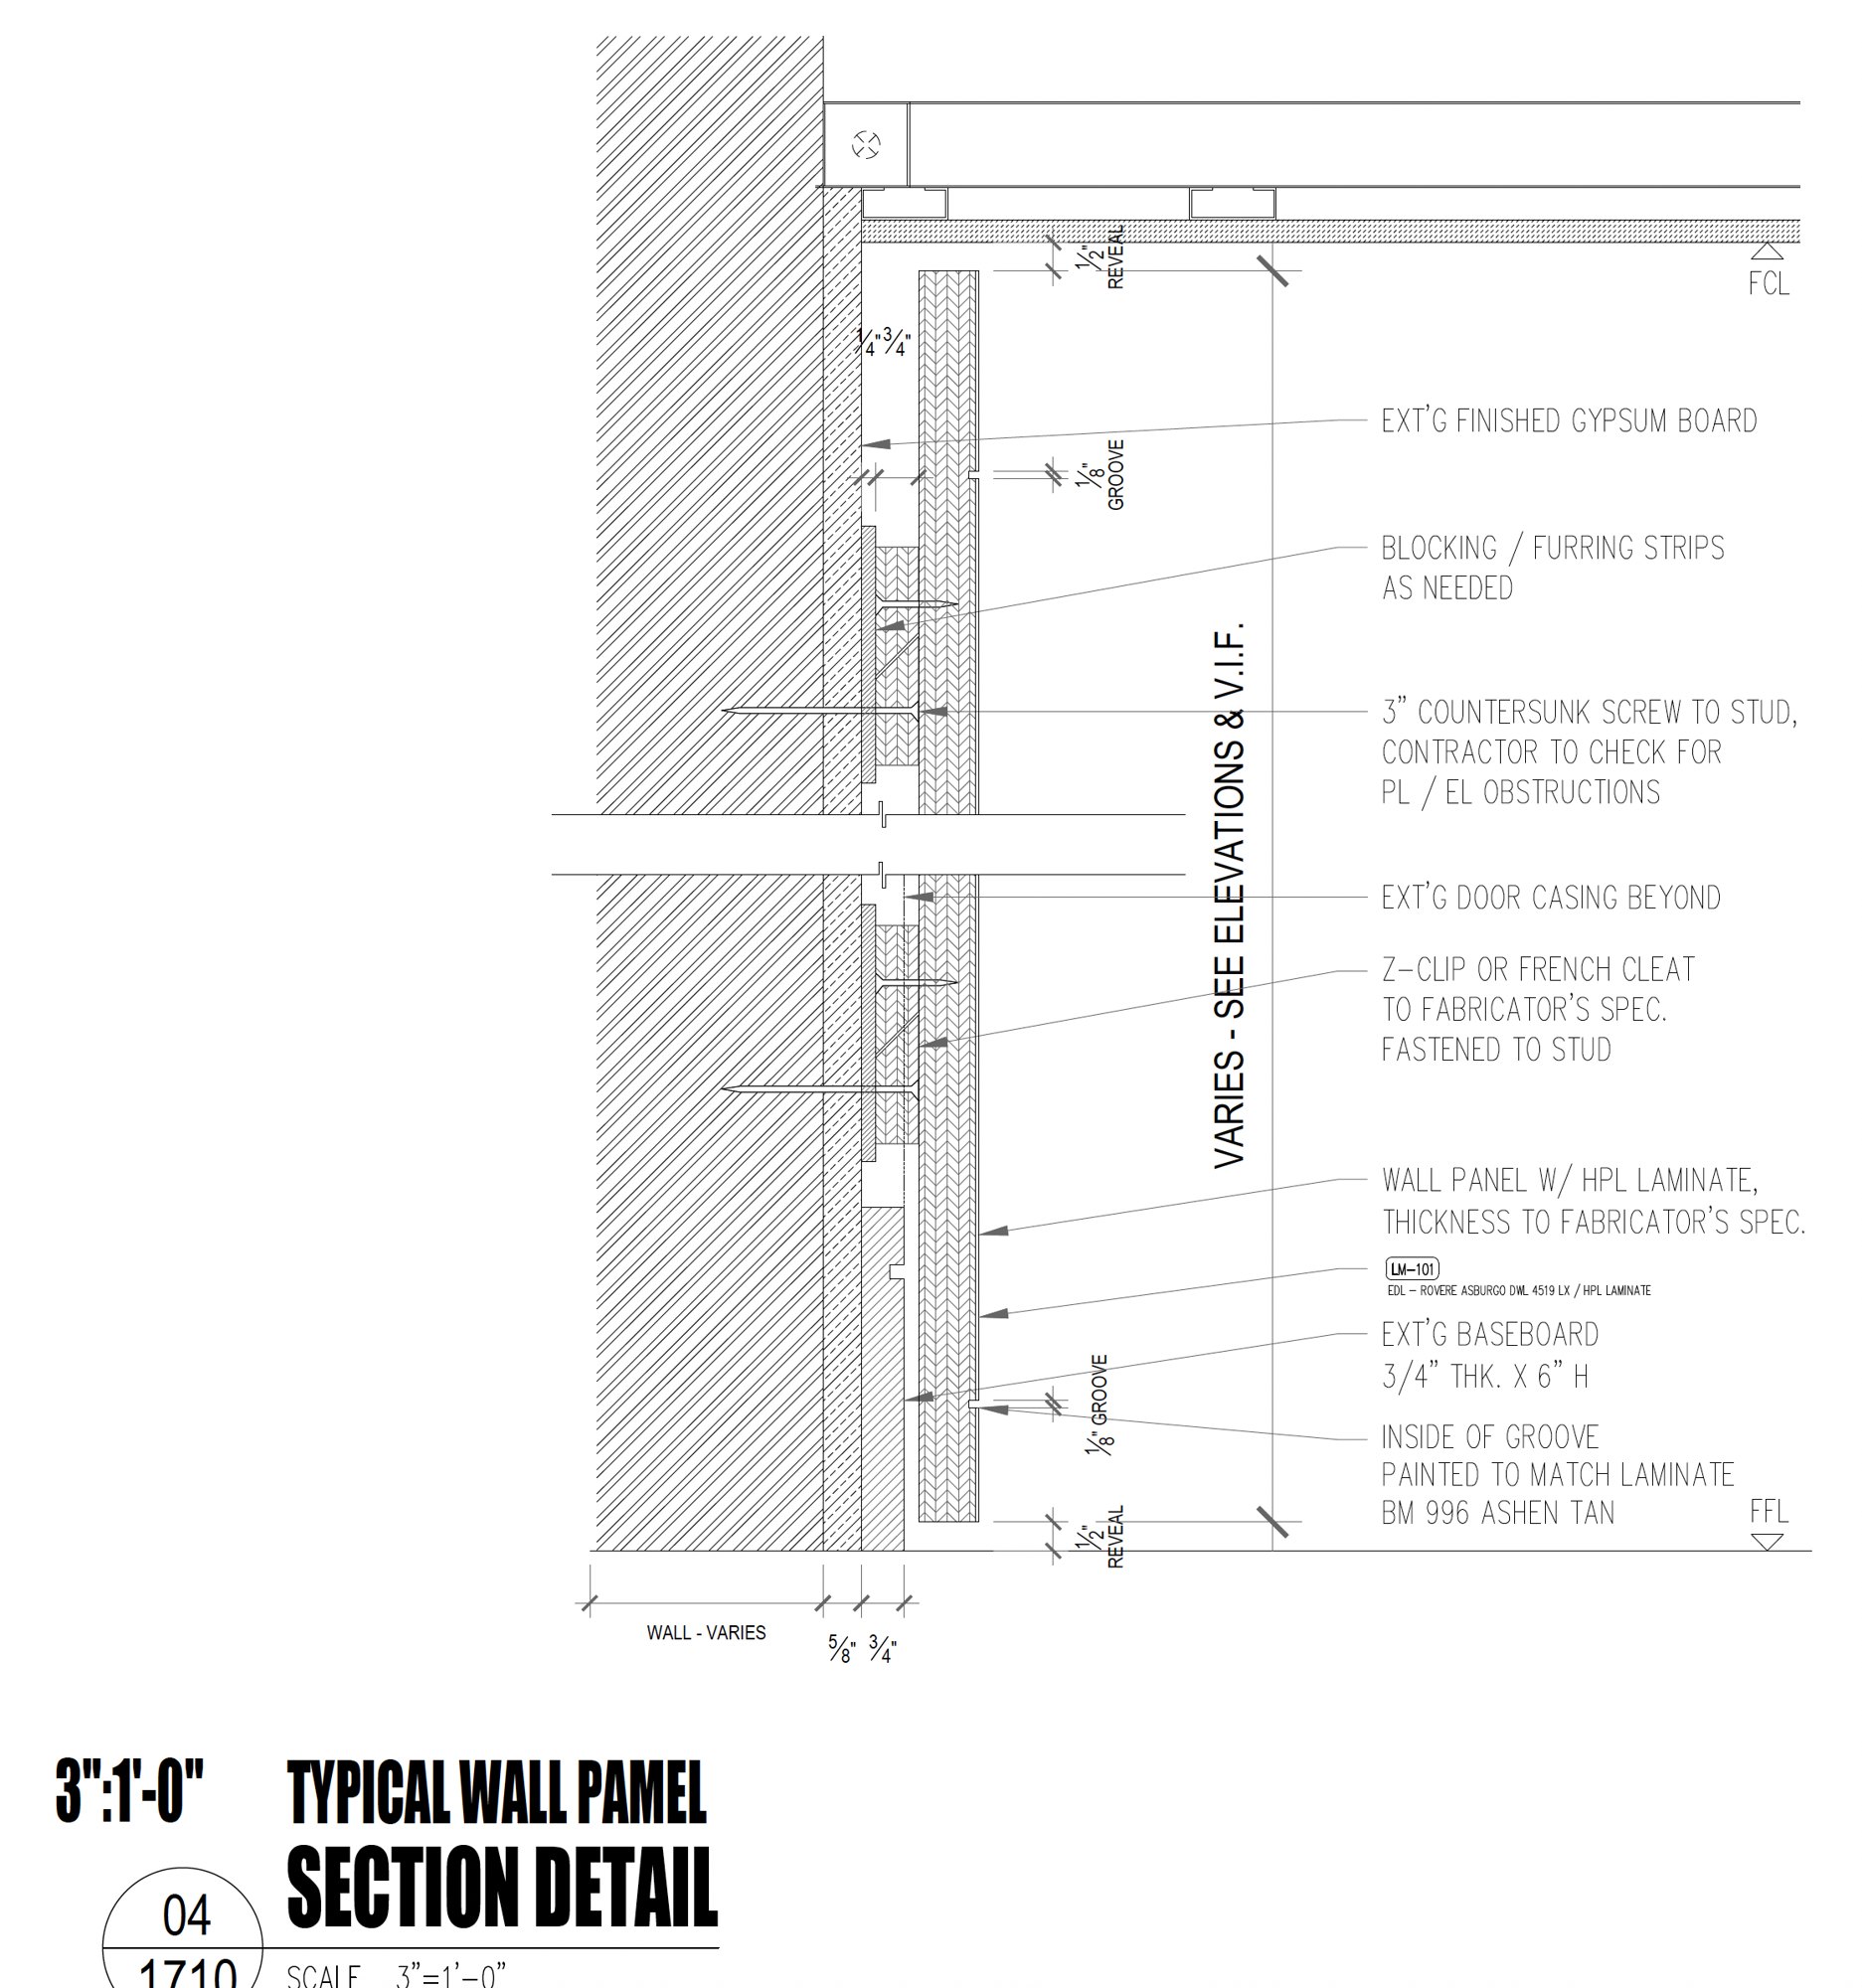 1/2"
REVEAL
FCL
1/4" 3/4"
EXT'G FINISHED GYPSUM BOARD
1/8"
GROOVE
BLOCKING / FURRING STRIPS
AS NEEDED
3" COUNTERSUNK SCREW TO STUD,
CONTRACTOR TO CHECK FOR
PL / EL OBSTRUCTIONS
VARIES - SEE ELEVATIONS & V.I.F.
EXT'G DOOR CASING BEYOND
Z-CLIP OR FRENCH CLEAT
TO FABRICATOR'S SPEC.
FASTENED TO STUD
WALL PANEL W/ HPL LAMINATE,
THICKNESS TO FABRICATOR'S SPEC.
LM-101
EDL - ROVERE ASBURGO DWL 4519 LX / HPL LAMINATE
EXT'G BASEBOARD
3/4" THK. X 6" H
1/8" GROOVE
INSIDE OF GROOVE
PAINTED TO MATCH LAMINATE
BM 996 ASHEN TAN
FFL
1/2"
REVEAL
WALL - VARIES
5/8" 3/4"
3":1'-0"
TYPICAL WALL PAMEL
SECTION DETAIL
04
1710
SCALE 3"=1'-0"